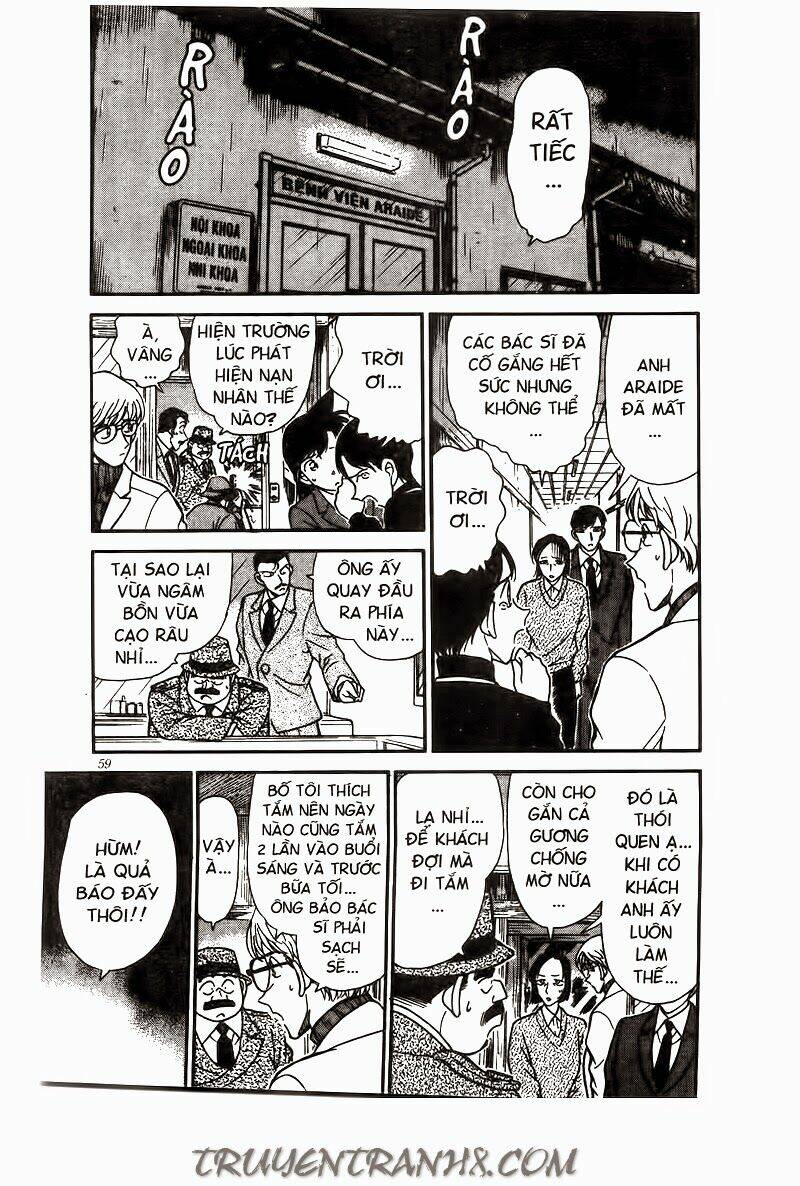 RÀO
RÀO
RẤT
TIẾC
...
BỆNH VIỆN ARAIDE
NỘI KHOA
NGOẠI KHOA
NHI KHOA
ANH
ARAIDE
ĐÃ MẤT
...
CÁC BÁC SĨ ĐÃ
CỐ GẮNG HẾT
SỨC NHƯNG
KHÔNG THỂ
...
TRỜI
ƠI...
TRỜI
ƠI...
HIỆN TRƯỜNG
LÚC PHÁT
HIỆN NẠN
NHÂN THẾ
NÀO?
À,
VÂNG
...
TÁCH
ÔNG ẤY
QUAY ĐẦU
RA PHÍA
NÀY...
TẠI SAO LẠI
VỪA NGÂM
BỒN VỪA
CẠO RÂU
NHỈ...
59
ĐÓ LÀ
THÓI
QUEN Ạ...
KHI CÓ
KHÁCH
ANH ẤY
LUÔN
LÀM
THẾ...
CÒN CHO
GẮN CẢ
GƯƠNG
CHỐNG
MỜ NỮA
...
LẠ NHỈ...
ĐỂ KHÁCH
ĐỢI MÀ
ĐI TẮM
...
BỐ TÔI THÍCH
TẮM NÊN NGÀY
NÀO CŨNG TẮM
2 LẦN VÀO BUỔI
SÁNG VÀ TRƯỚC
BỮA TỐI...
ÔNG BẢO BÁC
SĨ PHẢI
SẠCH
SẼ...
VẬY
À...
HỪM!
LÀ QUẢ
BÁO ĐẤY
THÔI!!
TRUYENTRANH8.COM